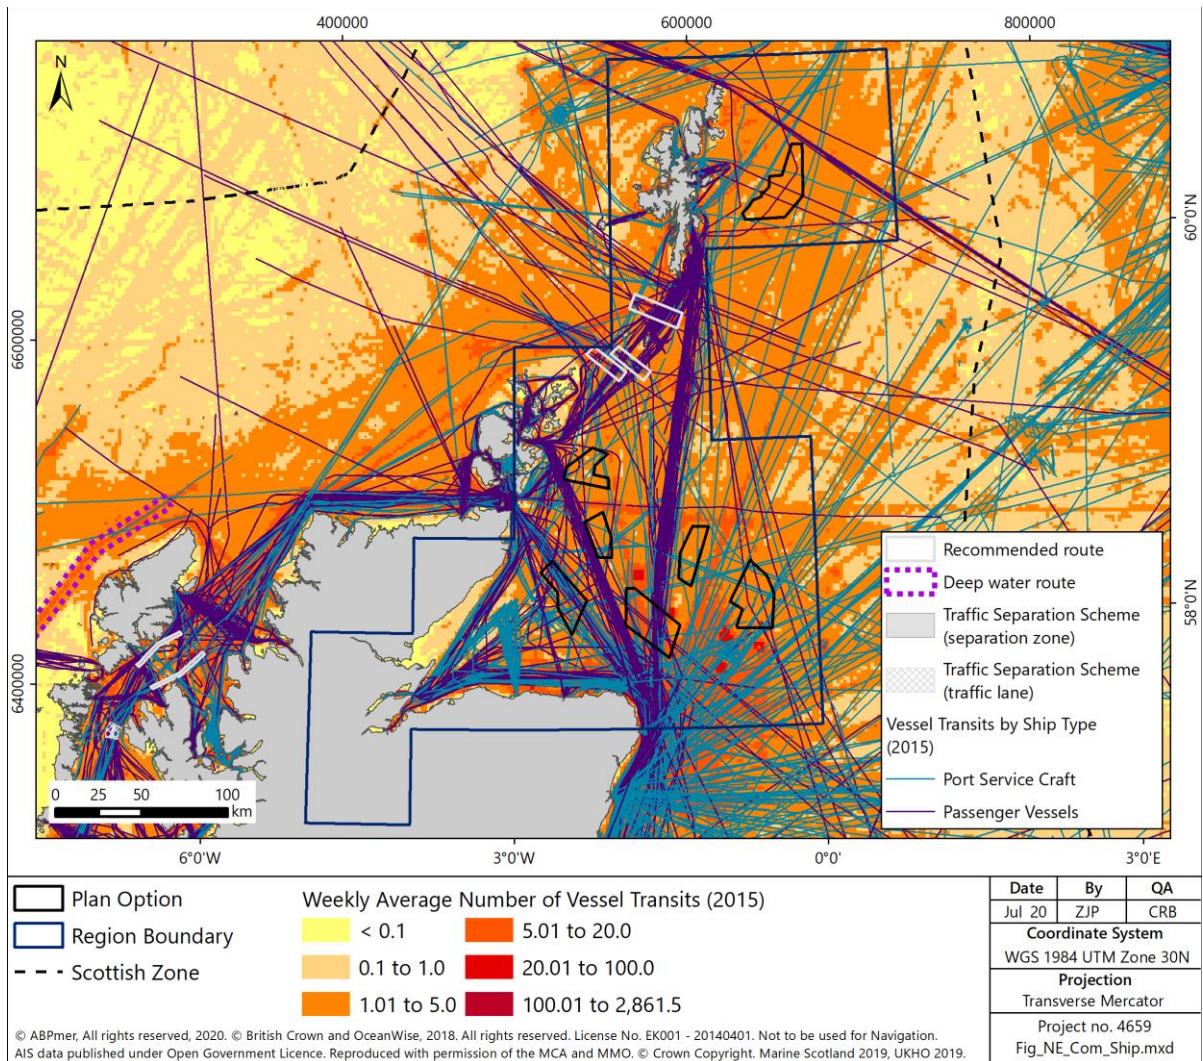 400000
600000
800000
N
60°0'N
6600000
58°0'N
6400000
Recommended route
Deep water route
Traffic Separation Scheme
(separation zone)
Traffic Separation Scheme
(traffic lane)
Vessel Transits by Ship Type
(2015)
Port Service Craft
Passenger Vessels
0 25 50 100
km
6°0'W
3°0'W
0°0'
3°0'E
Plan Option
Region Boundary
Scottish Zone
Weekly Average Number of Vessel Transits (2015)
< 0.1
0.1 to 1.0
1.01 to 5.0
5.01 to 20.0
20.01 to 100.0
100.01 to 2,861.5
Date By QA
Jul 20 ZJP CRB
Coordinate System
WGS 1984 UTM Zone 30N
Projection
Transverse Mercator
Project no. 4659
Fig_NE_Com_Ship.mxd
© ABPmer, All rights reserved, 2020. © British Crown and OceanWise, 2018. All rights reserved. License No. EK001 - 20140401. Not to be used for Navigation.
AIS data published under Open Government Licence. Reproduced with permission of the MCA and MMO. © Crown Copyright. Marine Scotland 2019, UKHO 2019.